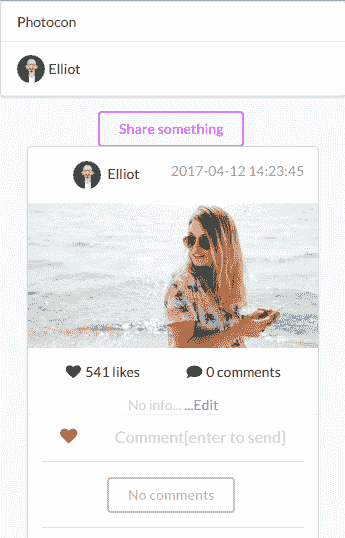 Photocon
Elliot
Share something
Elliot 2017-04-12 14:23:45
541 likes 0 comments
No info... ...Edit
Comment[enter to send]
No comments